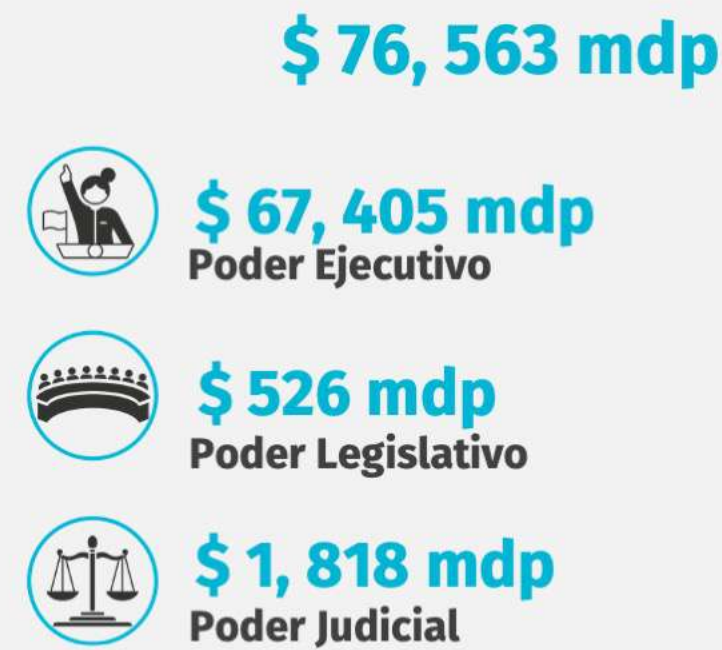 $ 76, 563 mdp
$ 67, 405 mdp
Poder Ejecutivo
$ 526 mdp
Poder Legislativo
$ 1, 818 mdp
Poder Judicial